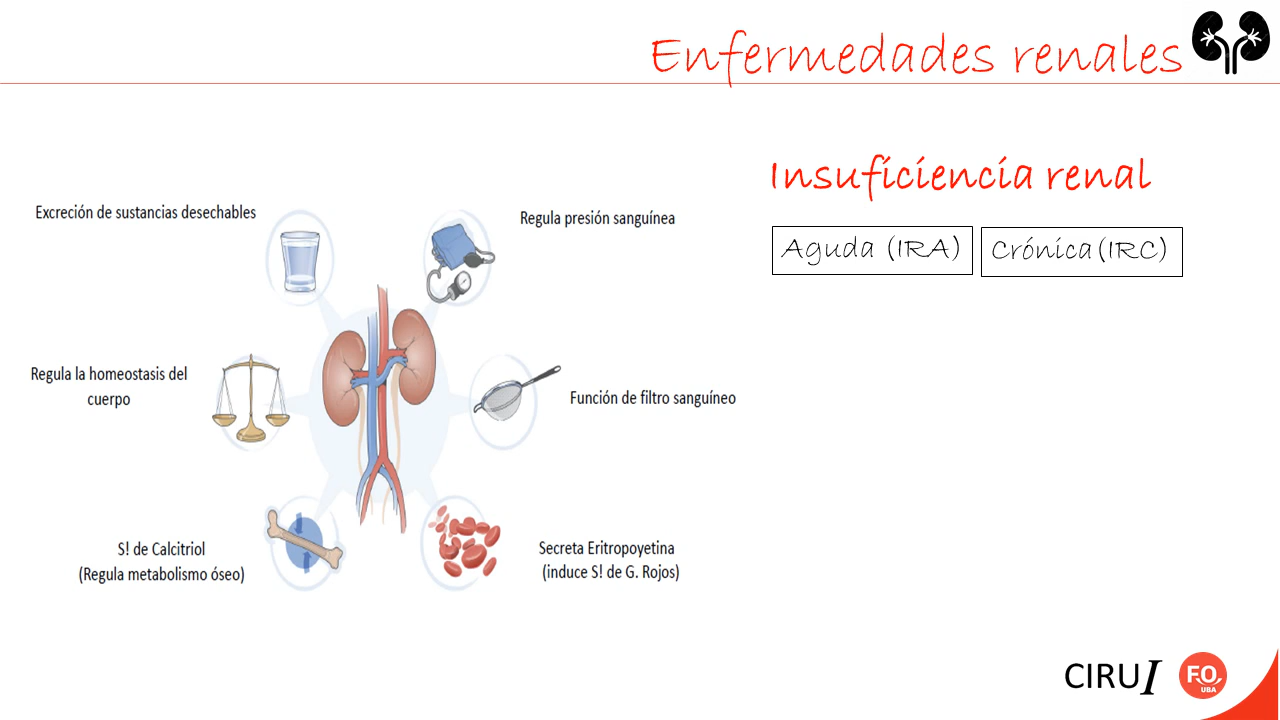 Enfermedades renales
Insuficiencia renal
Aguda (IRA)
Crónica (IRC)
Excreción de sustancias desechables
Regula presión sanguínea
Regula la homeostasis del
cuerpo
Función de filtro sanguíneo
S! de Calcitriol
(Regula metabolismo óseo)
Secreta Eritropoyetina
(induce S! de G. Rojos)
CIRUI
F.O.
UBA